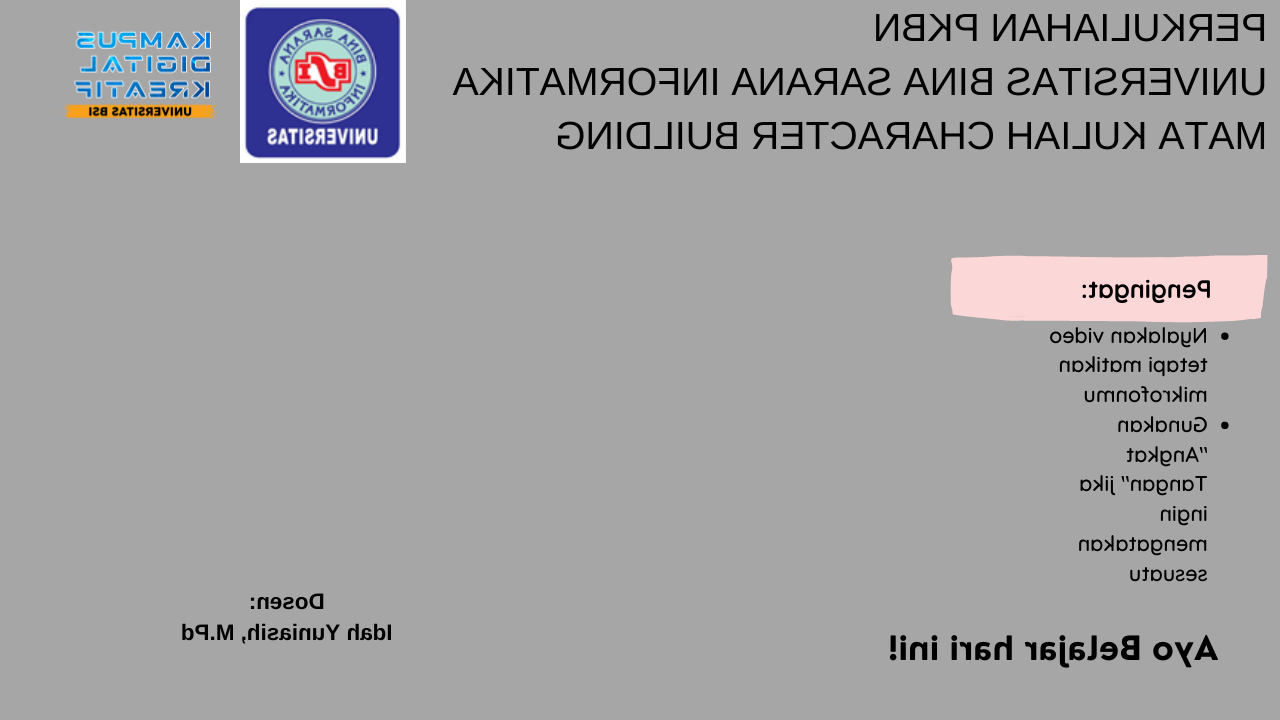 PERKULIAHAN PKBN
UNIVERSITAS BINA SARANA INFORMATIKA
MATA KULIAH CHARACTER BUILDING
BINA SARANA
BSI
INFORMATIKA
UNIVERSITAS
KAMPUS
DIGITAL
KREATIF
UNIVERSITAS BSI
Pengingat:
• Nyalakan video
tetapi matikan
mikrofonmu
• Gunakan
"Angkat
Tangan" jika
ingin
mengatakan
sesuatu
Ayo Belajar hari ini!
Dosen:
Idah Yuniasih, M.Pd